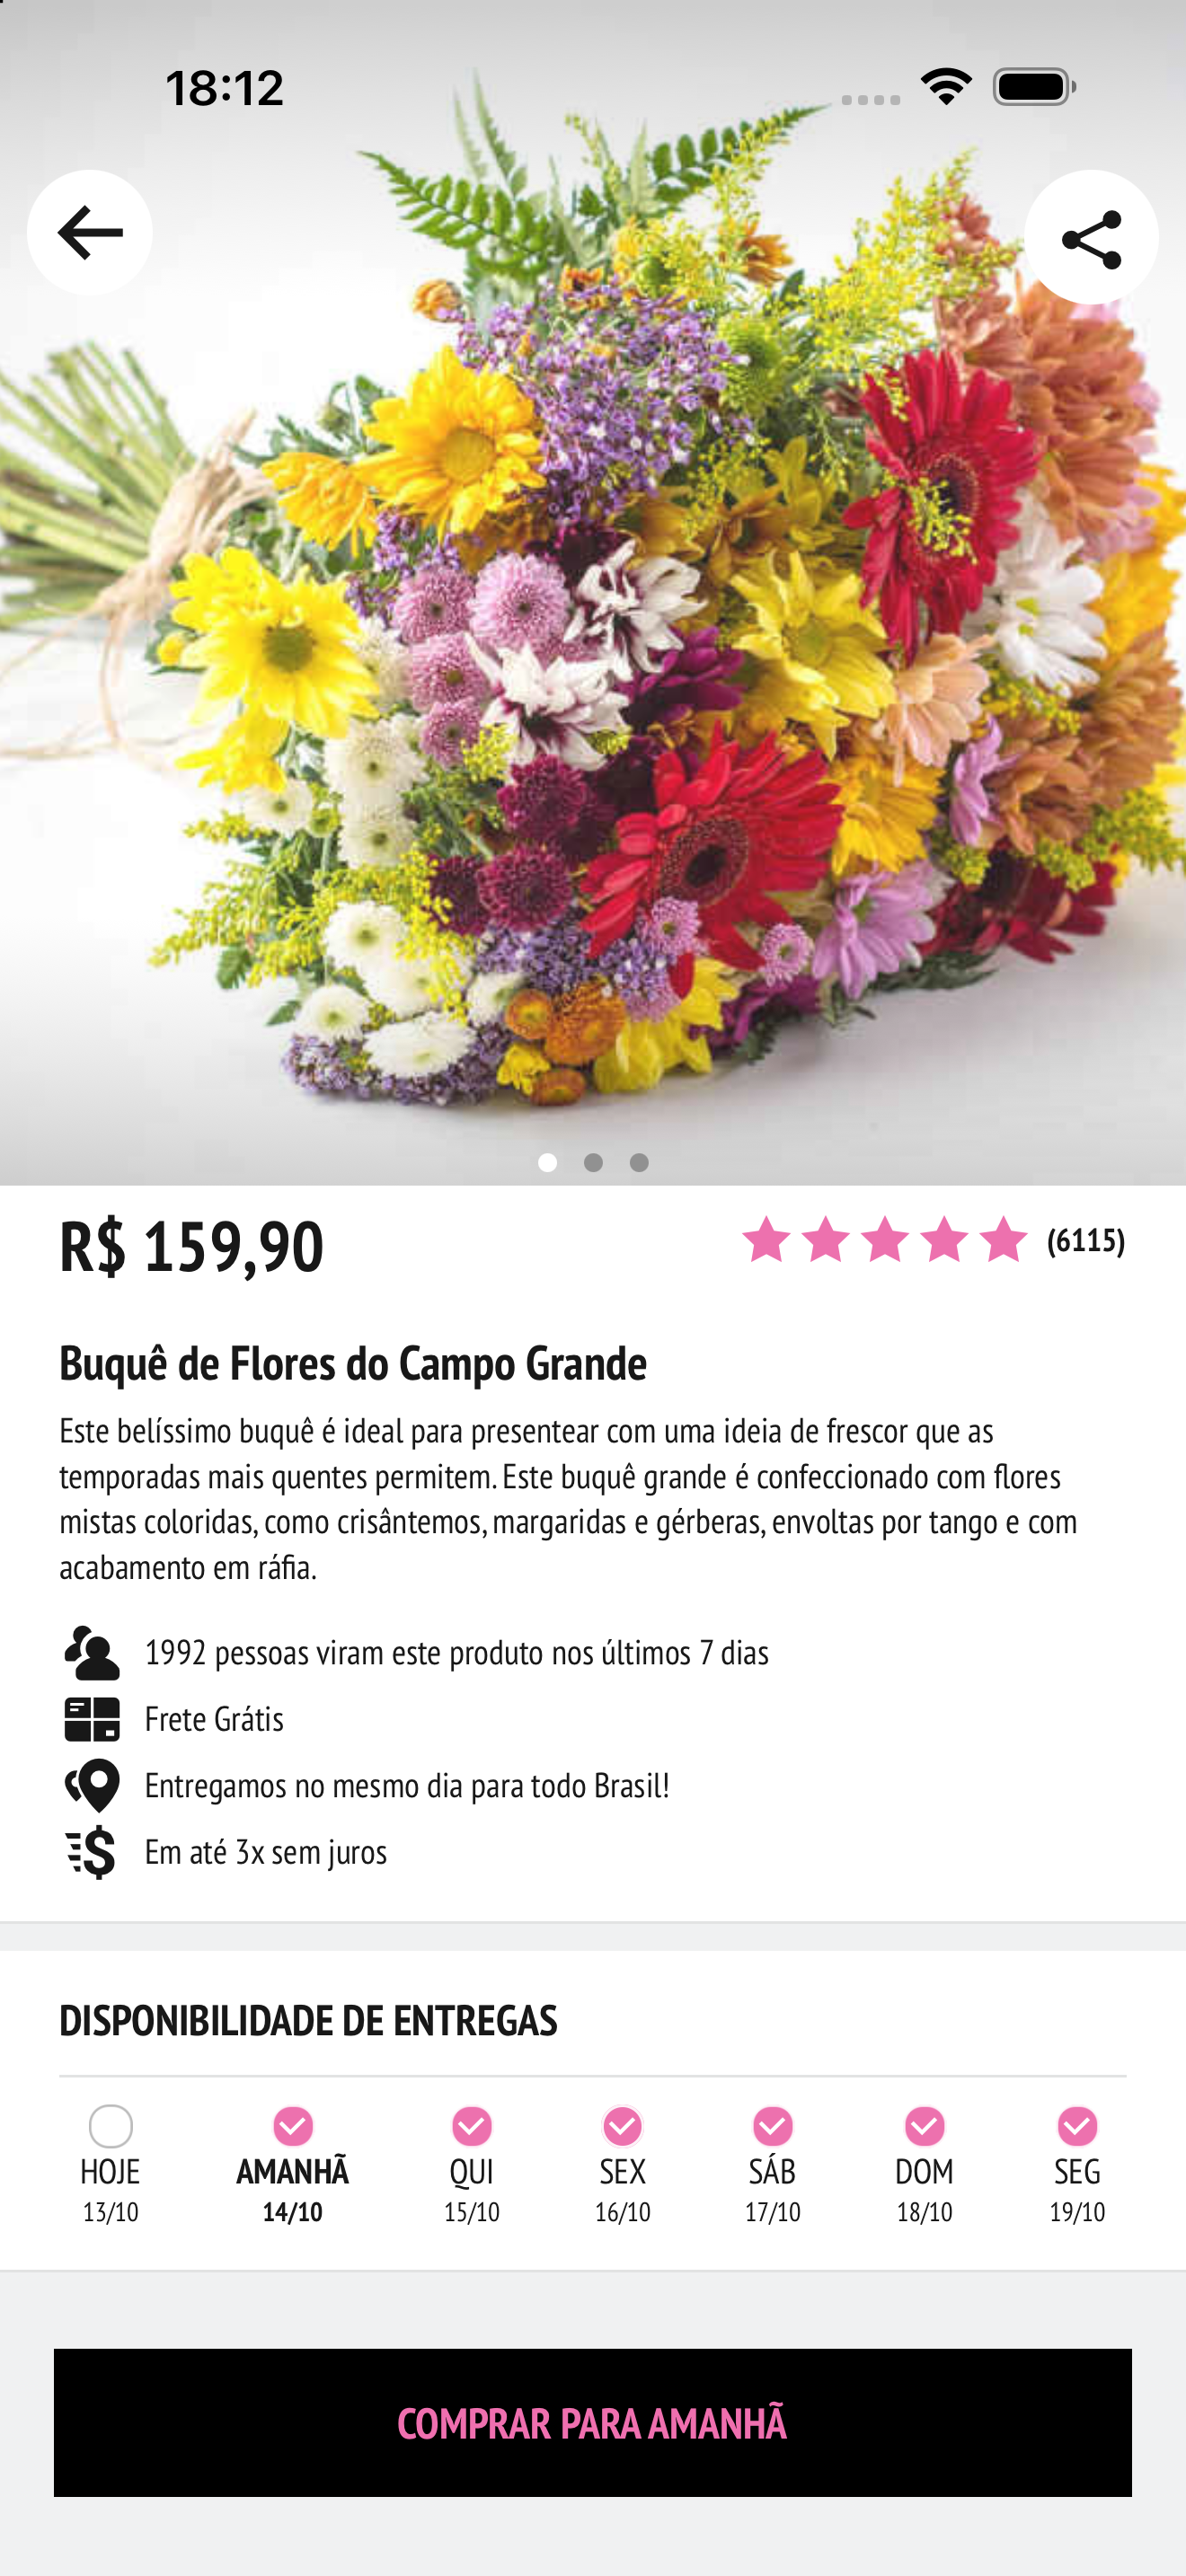 18:12
R$ 159,90
(6115)
Buquê de Flores do Campo Grande
Este belíssimo buquê é ideal para presentear com uma ideia de frescor que as
temporadas mais quentes permitem. Este buquê grande é confeccionado com flores
mistas coloridas, como crisântemos, margaridas e gérberas, envoltas por tango e com
acabamento em ráfia.
1992 pessoas viram este produto nos últimos 7 dias
Frete Grátis
Entregamos no mesmo dia para todo Brasil!
Em até 3x sem juros
DISPONIBILIDADE DE ENTREGAS
HOJE AMANHÃ QUI SEX SÁB DOM SEG
13/10 14/10 15/10 16/10 17/10 18/10 19/10
COMPRAR PARA AMANHÃ